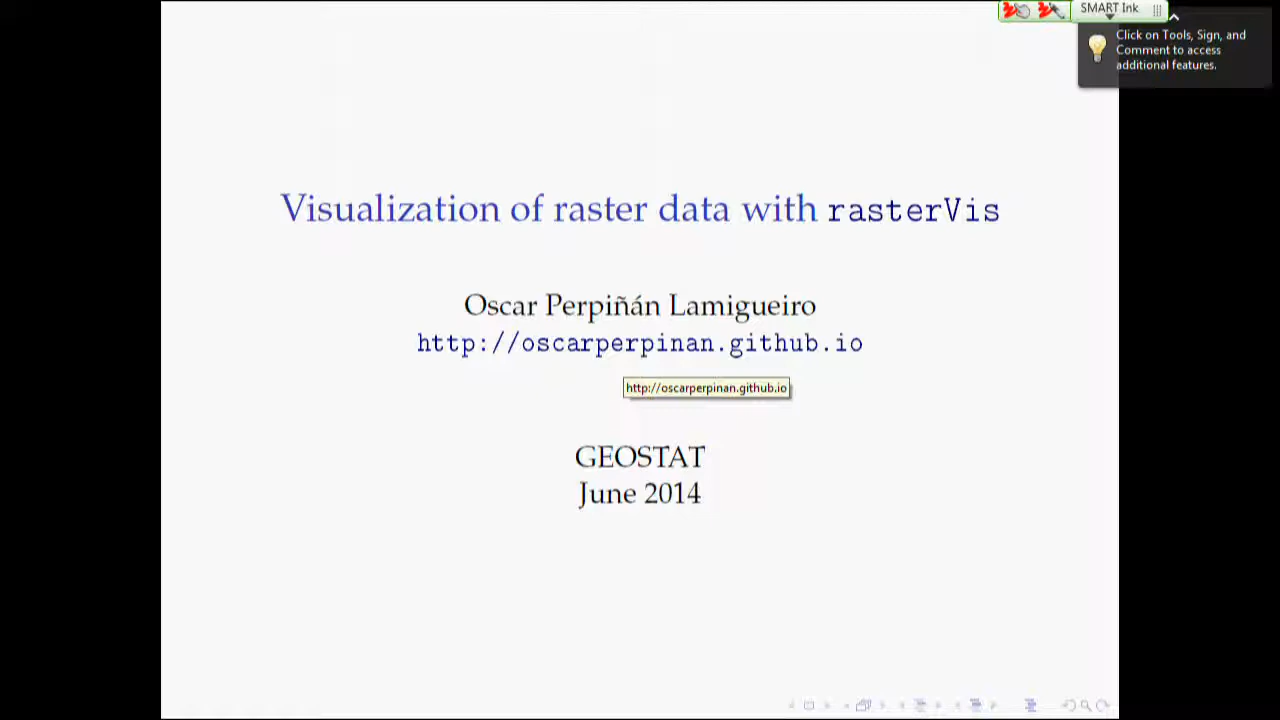 SMART Ink
Click on Tools, Sign, and
Comment to access
additional features.
Visualization of raster data with rasterVis
Oscar Perpiñán Lamigueiro
http://oscarperpinan.github.io
http://oscarperpinan.github.io
GEOSTAT
June 2014